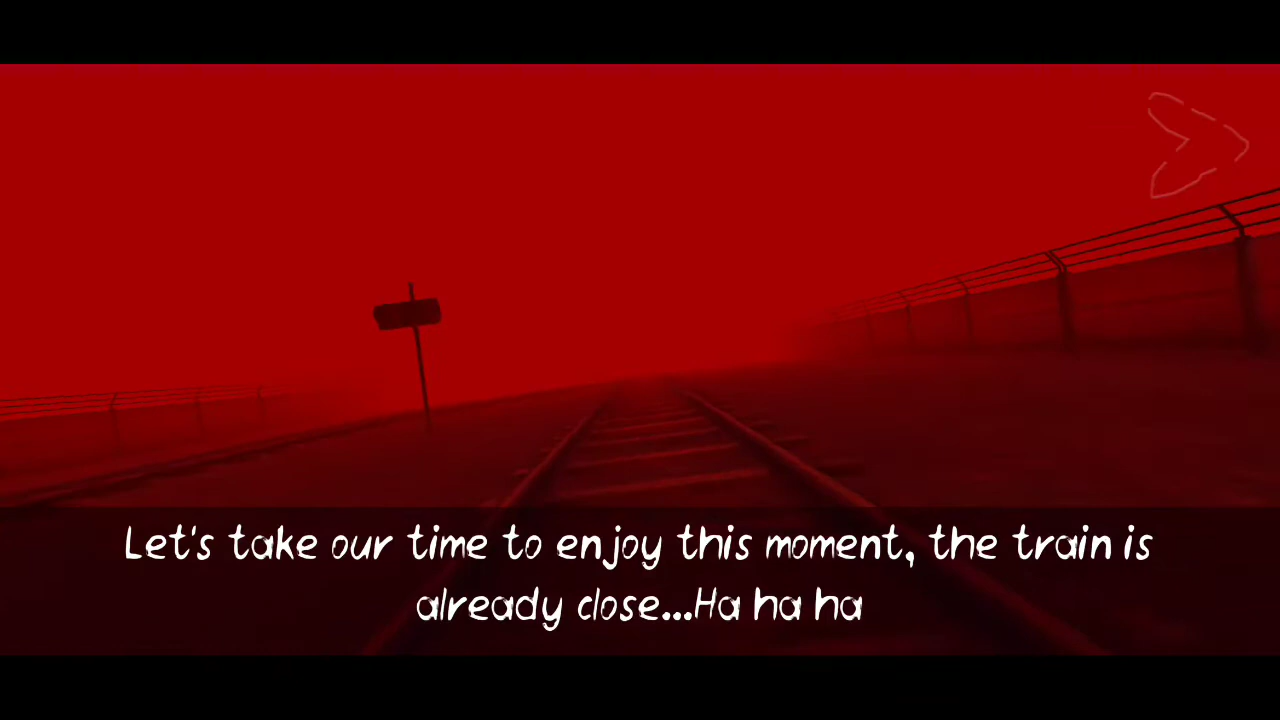 Let's take our time to enjoy this moment, the train is
already close...Ha ha ha